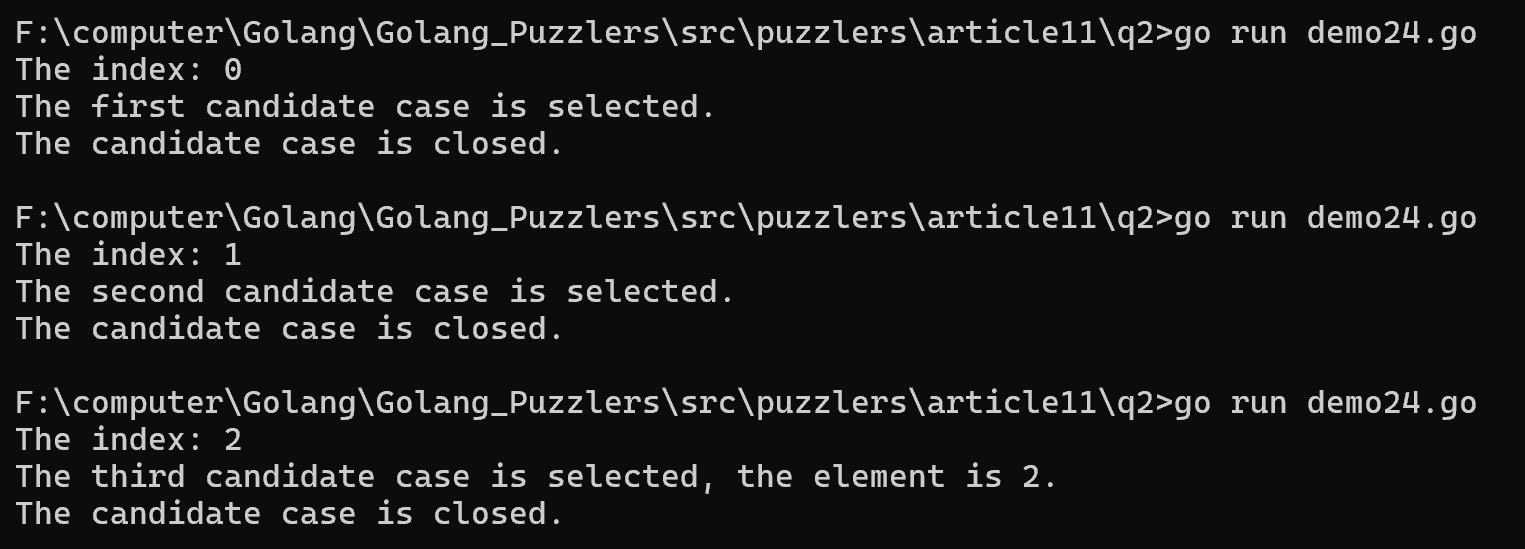 F:\computer\Golang\Golang_Puzzlers\src\puzzlers\article11\q2>go run demo24.go
The index: 0
The first candidate case is selected.
The candidate case is closed.
F:\computer\Golang\Golang_Puzzlers\src\puzzlers\article11\q2>go run demo24.go
The index: 1
The second candidate case is selected.
The candidate case is closed.
F:\computer\Golang\Golang_Puzzlers\src\puzzlers\article11\q2>go run demo24.go
The index: 2
The third candidate case is selected, the element is 2.
The candidate case is closed.